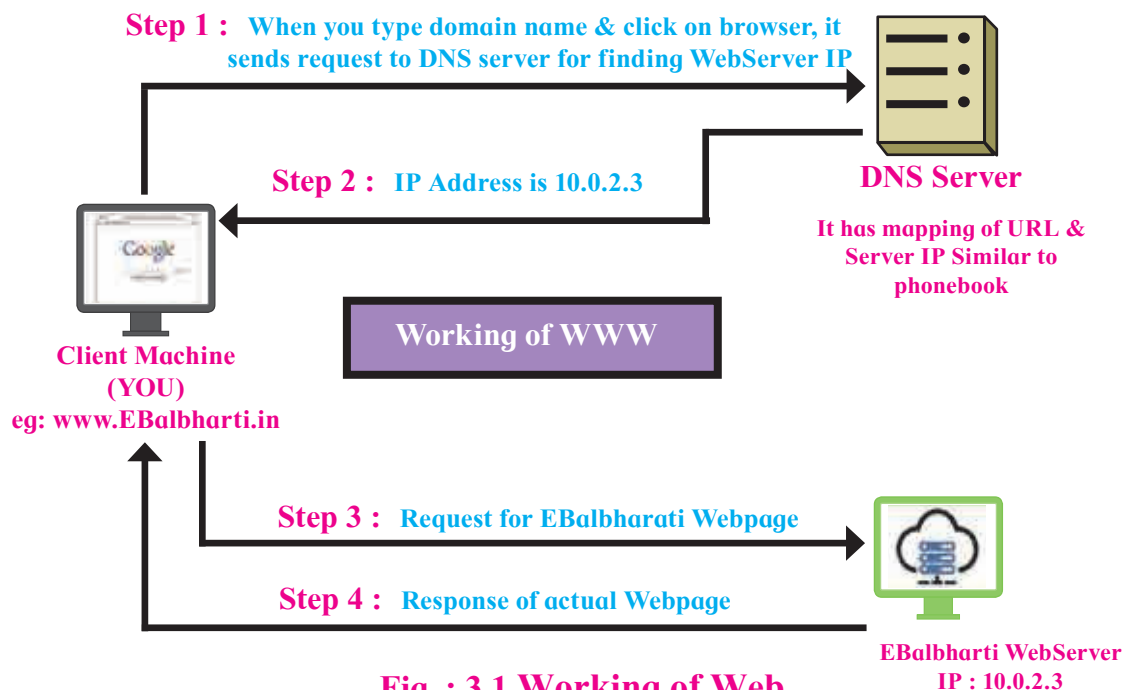 Step 1 : When you type domain name & click on browser, it
sends request to DNS server for finding WebServer IP
Step 2 : IP Address is 10.0.2.3
DNS Server
It has mapping of URL &
Server IP Similar to
phonebook
Google
Working of WWW
Client Machine
(YOU)
eg: www.EBalbharti.in
Step 3 : Request for EBalbharati Webpage
Step 4 : Response of actual Webpage
EBalbharti WebServer
IP : 10.0.2.3
Fig. : 3.1 Working of Web